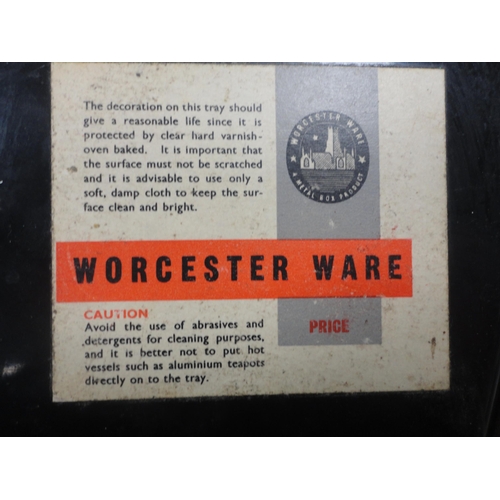 The decoration on this tray should
give a reasonable life since it is
protected by clear hard varnish-
oven baked. It is important that
the surface must not be scratched
and it is advisable to use only a
soft, damp cloth to keep the sur-
face clean and bright.
WORCESTER WARE
A METAL BOX PRODUCT
WORCESTER WARE
CAUTION
Avoid the use of abrasives and
detergents for cleaning purposes,
and it is better not to put hot
vessels such as aluminium teapots
directly on to the tray.
PRICE